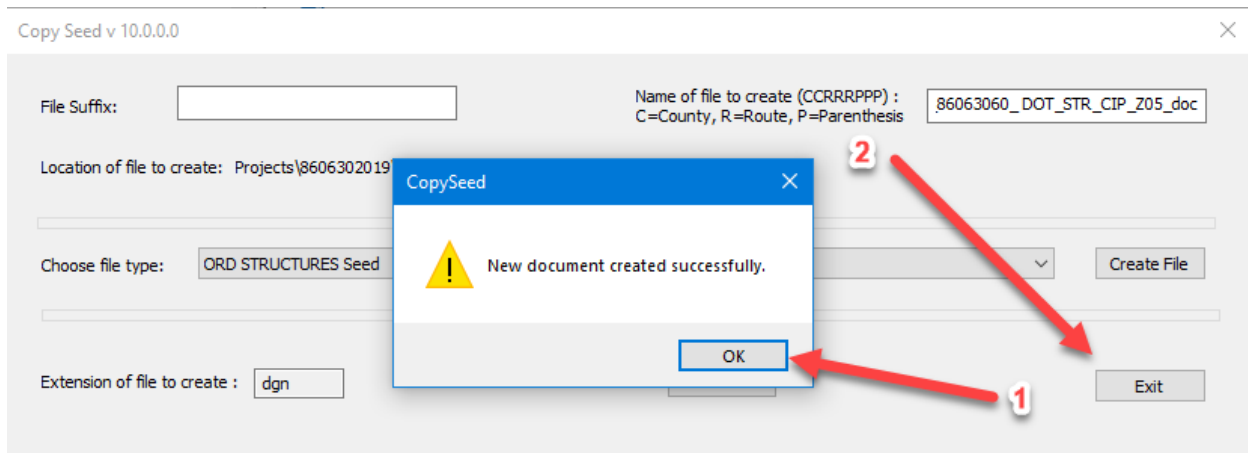 Copy Seed v 10.0.0.0
File Suffix:
Name of file to create (CCRRRPPP) :
C=County, R=Route, P=Parenthesis
86063060_DOT_STR_CIP_Z05_doc
2
Location of file to create: Projects\8606302019
CopySeed
New document created successfully.
Choose file type:
ORD STRUCTURES Seed
Create File
OK
Extension of file to create :
dgn
Exit
1